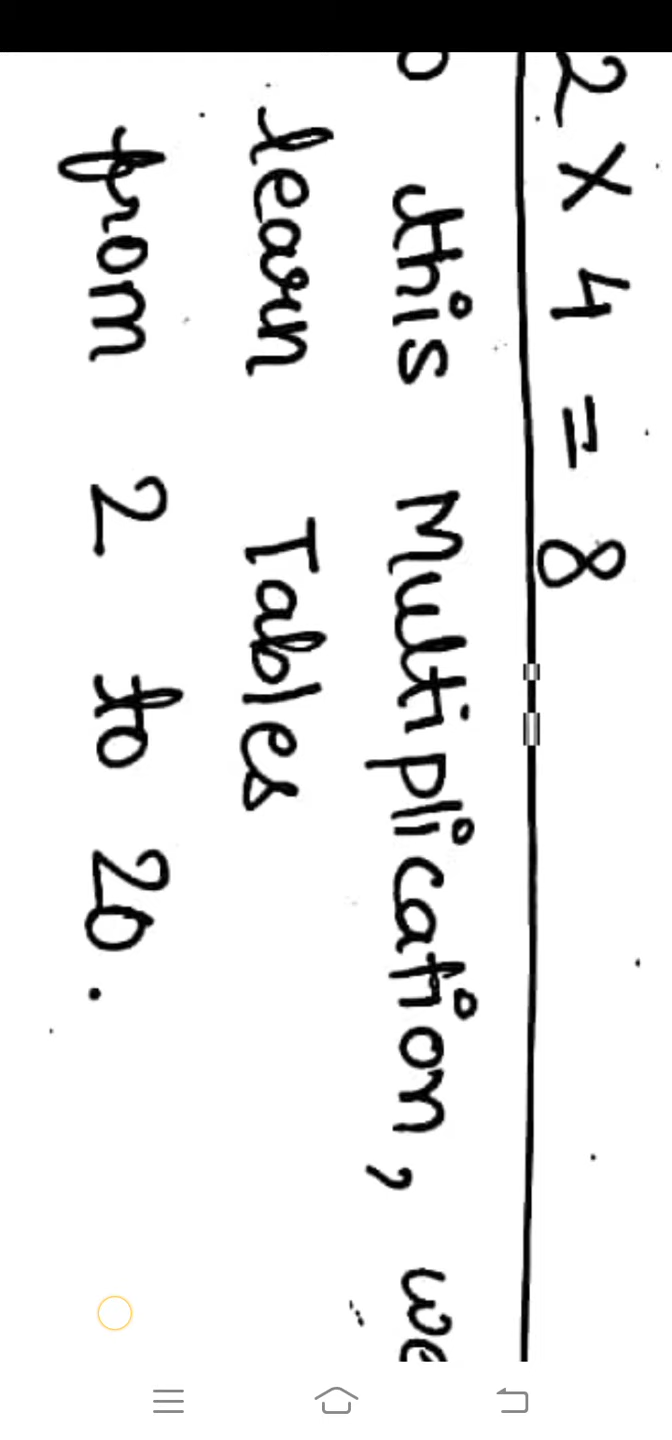 2 × 4 = 8
o this Multiplication, we
learn Tables
from 2 to 20.